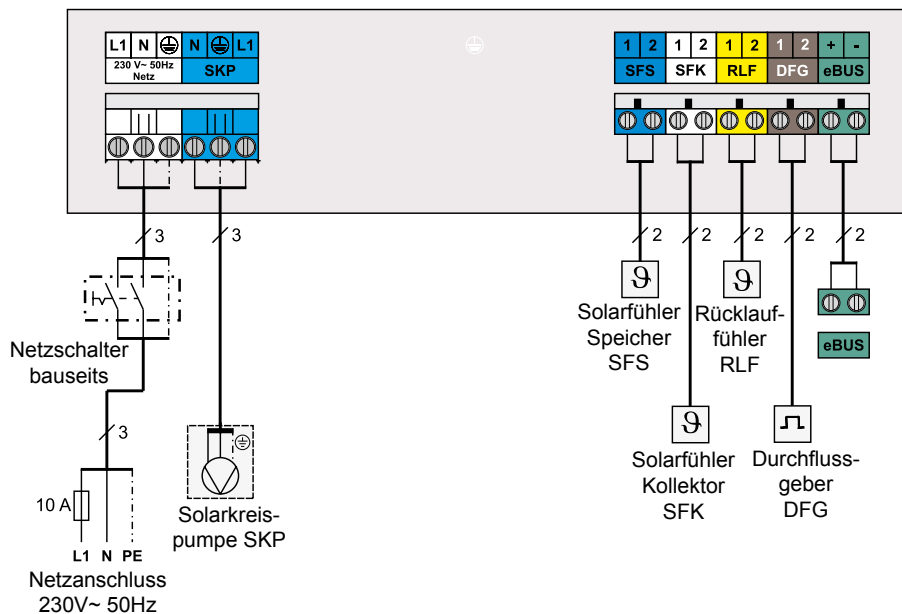 L1 N
230 V~ 50Hz
Netz
N L1
SKP
1 2
SFS
1 2
SFK
1 2
RLF
1 2
DFG
+ -
eBUS
3
3
2
2
2
2
2
Netzschalter
bauseits
3
10 A
L1 N PE
Netzanschluss
230V~ 50Hz
Solarkreis-
pumpe SKP
ϑ
Solarfühler
Speicher
SFS
ϑ
Rücklauf-
fühler
RLF
eBUS
ϑ
Solarfühler
Kollektor
SFK
Durchfluss-
geber
DFG